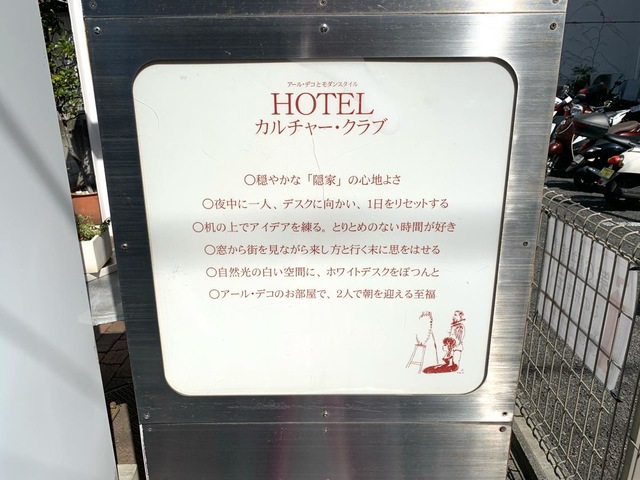 アール・デコとモダンスタイル
HOTEL
カルチャー・クラブ
○穏やかな「隠家」の心地よさ
○夜中に一人、デスクに向かい、1日をリセットする
○机の上でアイデアを練る。とりとめのない時間が好き
○窓から街を見ながら来し方と行く末に思をはせる
○自然光の白い空間に、ホワイトデスクをぽつんと
○アール・デコのお部屋で、2人で朝を迎える至福